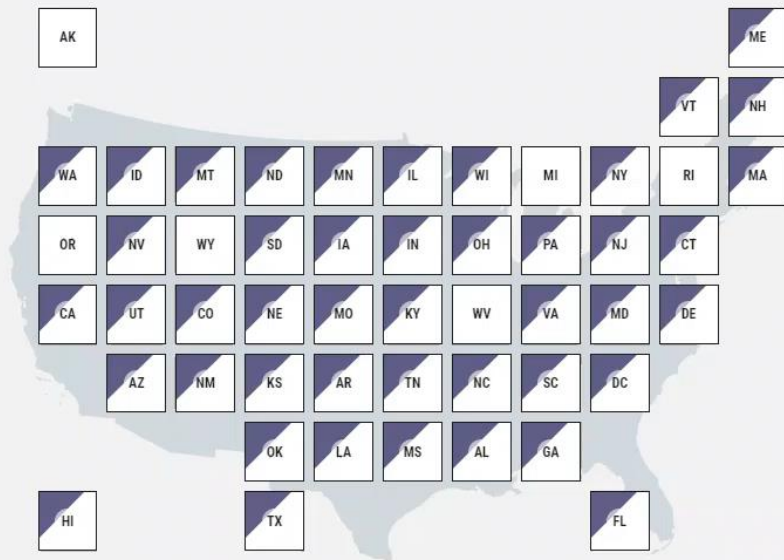 AK ME
VT NH
WA ID MT ND MN IL WI MI NY RI MA
OR NV WY SD IA IN OH PA NJ CT
CA UT CO NE MO KY WV VA MD DE
AZ NM KS AR TN NC SC DC
OK LA MS AL GA
HI TX FL